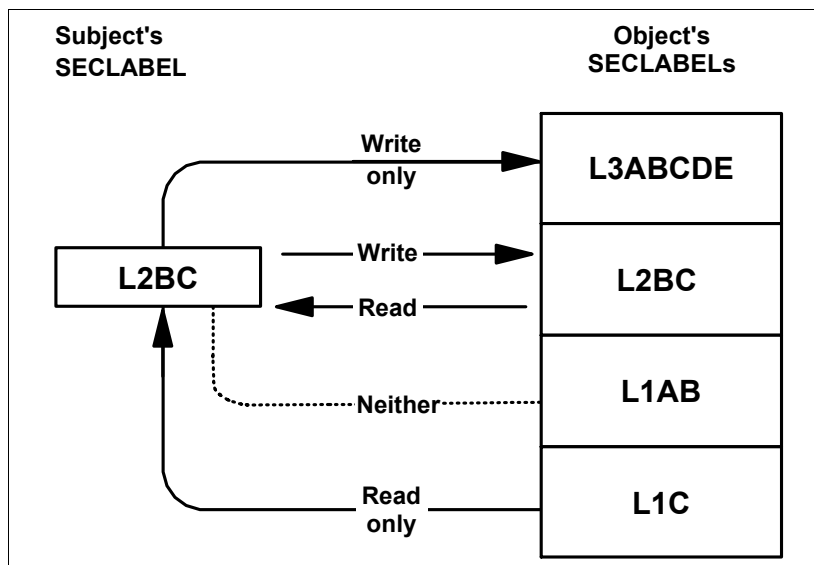 Subject's
SECLABEL
Object's
SECLABELs
Write
only
L3ABCDE
L2BC
Write
Read
L2BC
Neither
L1AB
Read
only
L1C